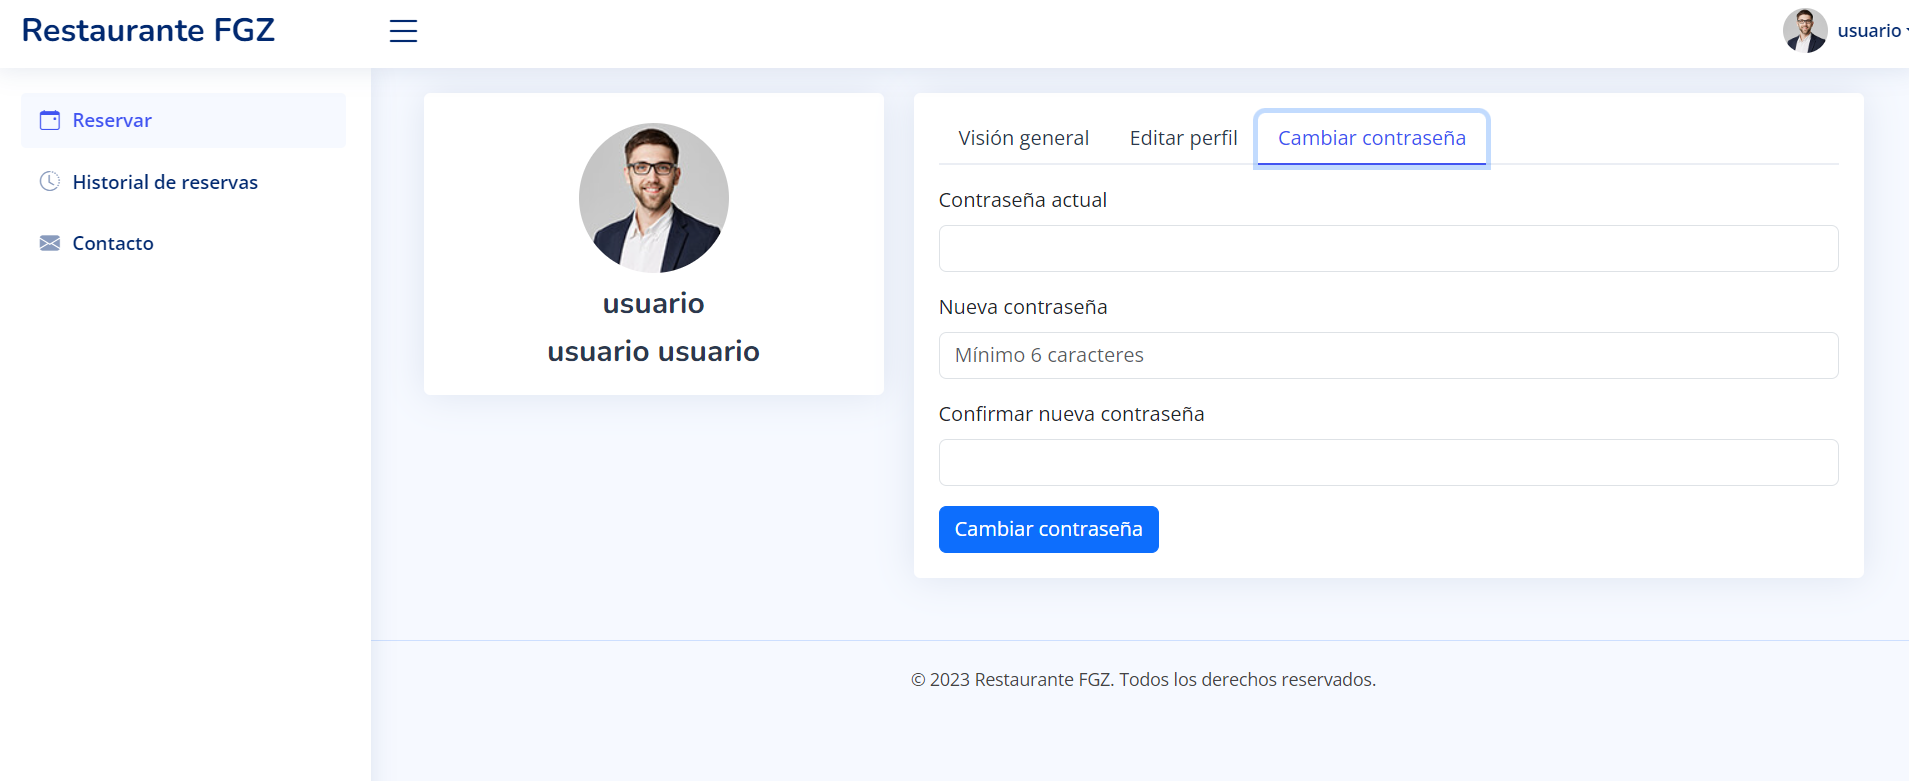 Restaurante FGZ
usuario
Reservar
Historial de reservas
Contacto
usuario
usuario usuario
Visión general
Editar perfil
Cambiar contraseña
Contraseña actual
Nueva contraseña
Mínimo 6 caracteres
Confirmar nueva contraseña
Cambiar contraseña
© 2023 Restaurante FGZ. Todos los derechos reservados.